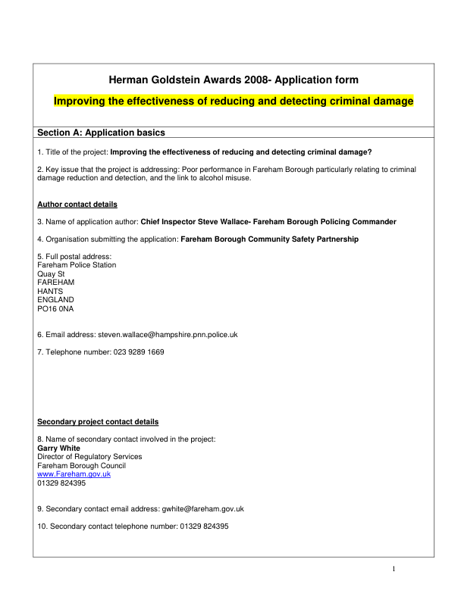 Herman Goldstein Awards 2008- Application form
Improving the effectiveness of reducing and detecting criminal damage
Section A: Application basics
1. Title of the project: Improving the effectiveness of reducing and detecting criminal damage?
2. Key issue that the project is addressing: Poor performance in Fareham Borough particularly relating to criminal
damage reduction and detection, and the link to alcohol misuse.
Author contact details
3. Name of application author: Chief Inspector Steve Wallace- Fareham Borough Policing Commander
4. Organisation submitting the application: Fareham Borough Community Safety Partnership
5. Full postal address:
Fareham Police Station
Quay St
FAREHAM
HANTS
ENGLAND
PO16 0NA
6. Email address: steven.wallace@hampshire.pnn.police.uk
7. Telephone number: 023 9289 1669
Secondary project contact details
8. Name of secondary contact involved in the project:
Garry White
Director of Regulatory Services
Fareham Borough Council
www.Fareham.gov.uk
01329 824395
9. Secondary contact email address: gwhite@fareham.gov.uk
10. Secondary contact telephone number: 01329 824395
1